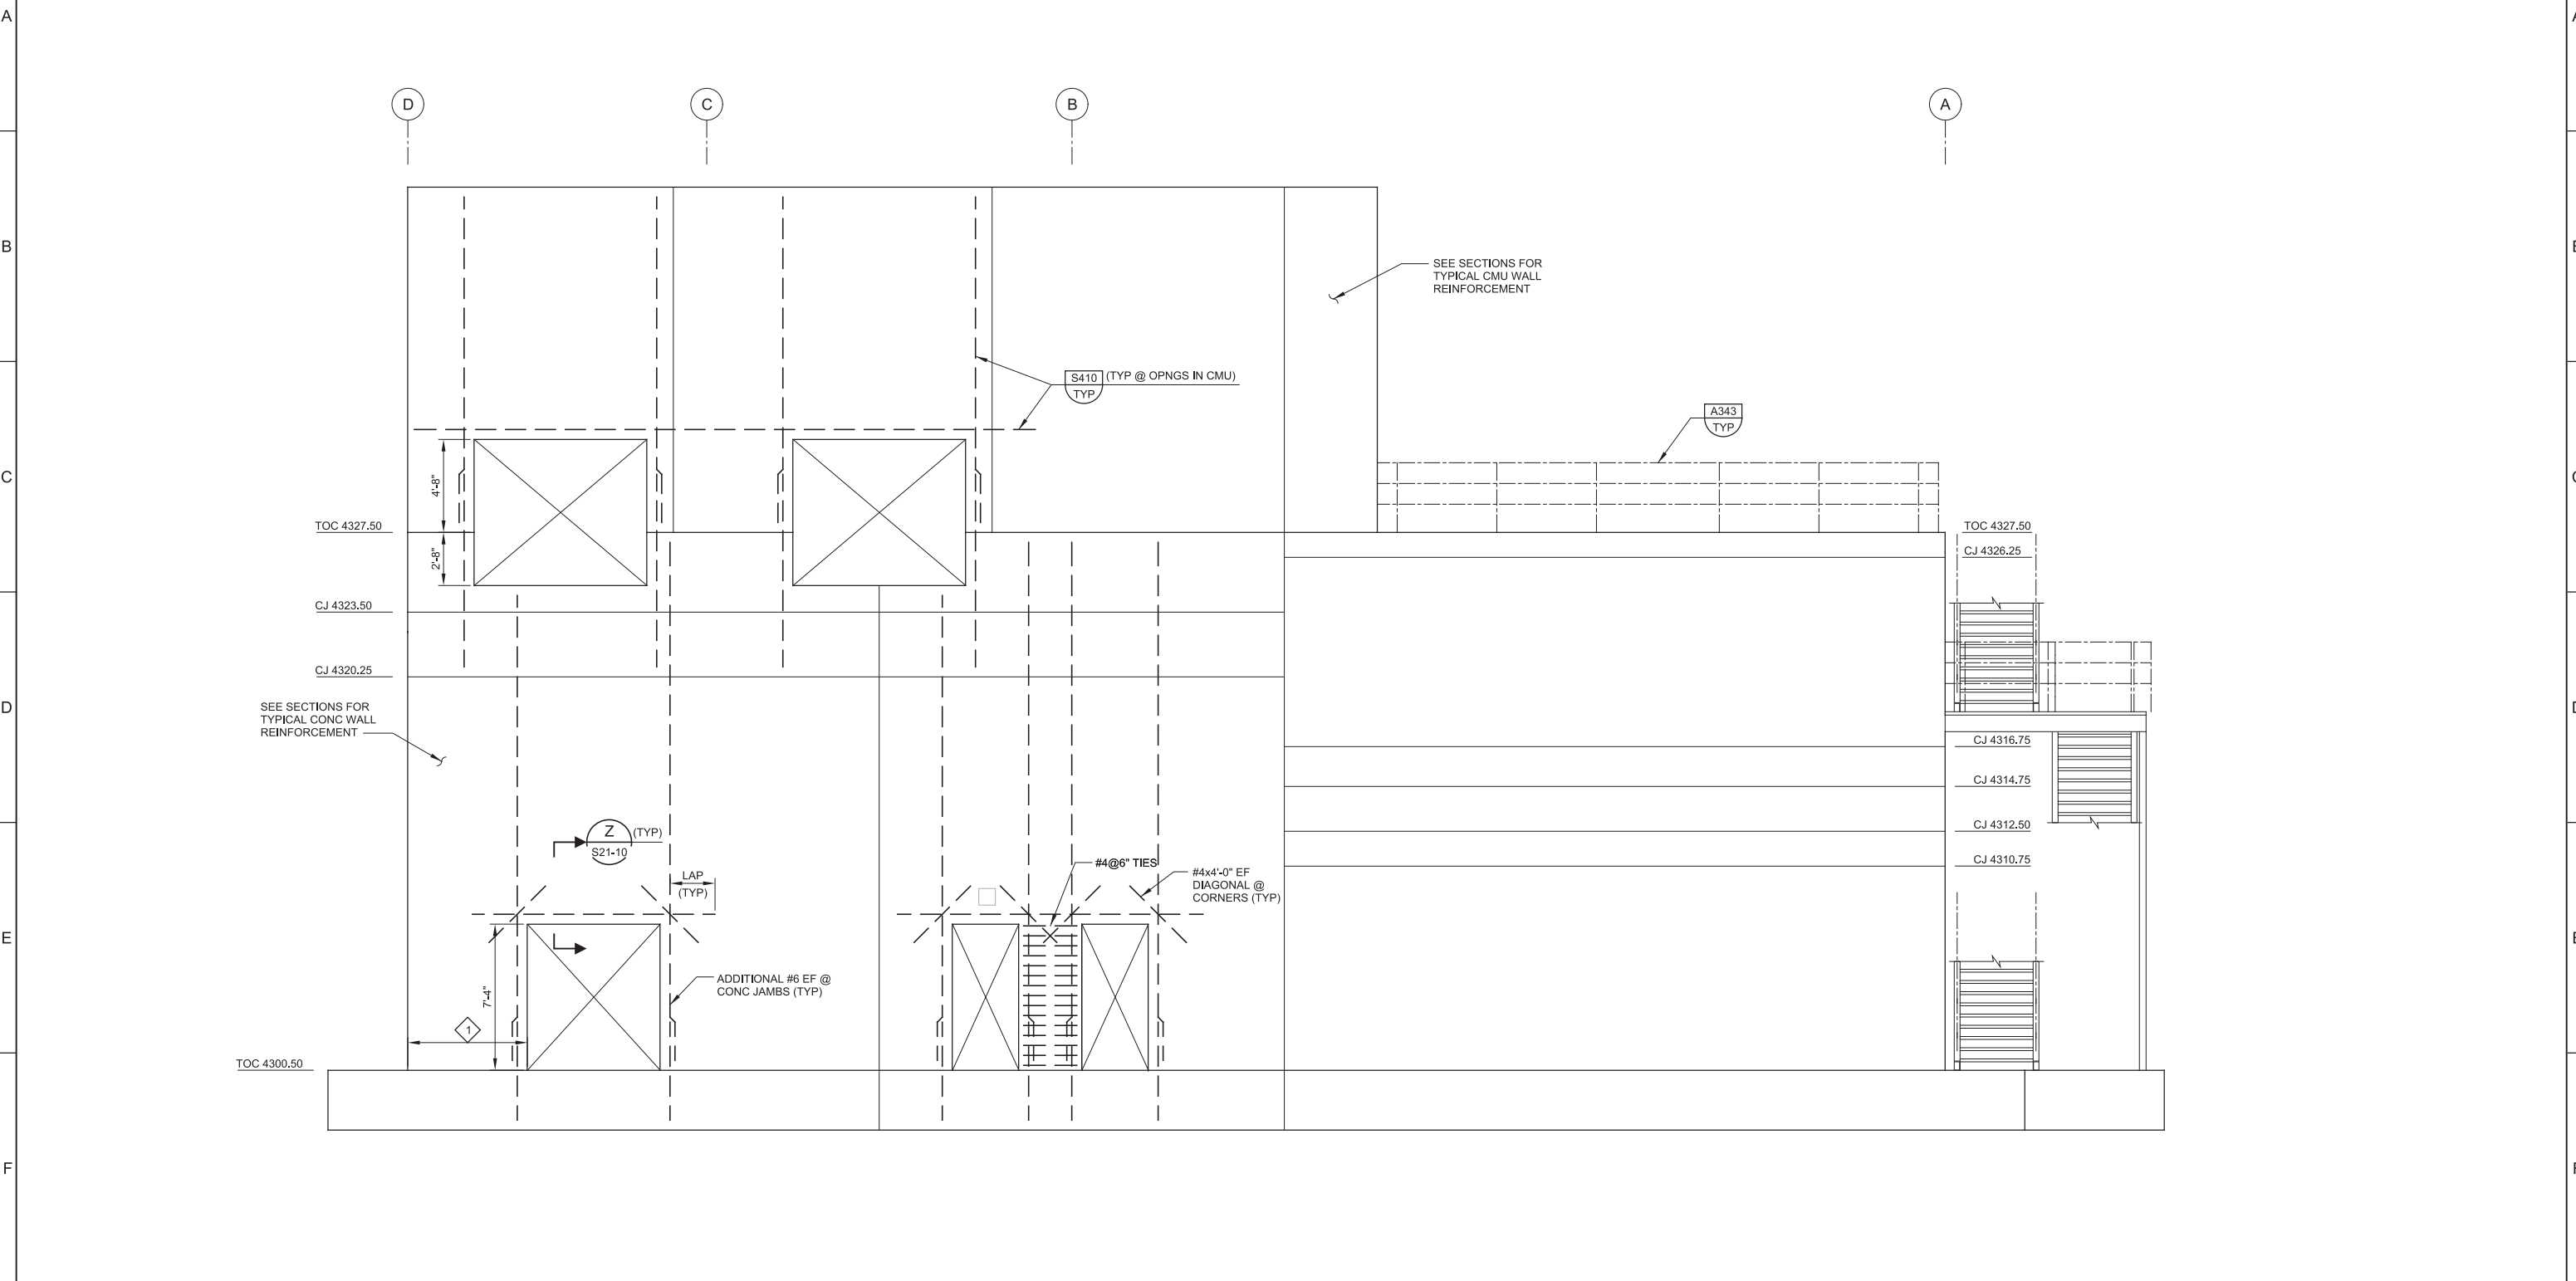 A
A
D
C
B
A
B
SEE SECTIONS FOR
TYPICAL CMU WALL
REINFORCEMENT
S410 (TYP @ OPNGS IN CMU)
TYP
A343
TYP
C
4'-8"
TOC 4327.50
TOC 4327.50
CJ 4326.25
2'-8"
CJ 4323.50
CJ 4320.25
D
SEE SECTIONS FOR
TYPICAL CONC WALL
REINFORCEMENT
CJ 4316.75
CJ 4314.75
CJ 4312.50
CJ 4310.75
Z (TYP)
S21-10
LAP
(TYP)
#4@6" TIES
#4x4'-0" EF
DIAGONAL @
CORNERS (TYP)
E
ADDITIONAL #6 EF @
CONC JAMBS (TYP)
7'-4"
1
TOC 4300.50
F